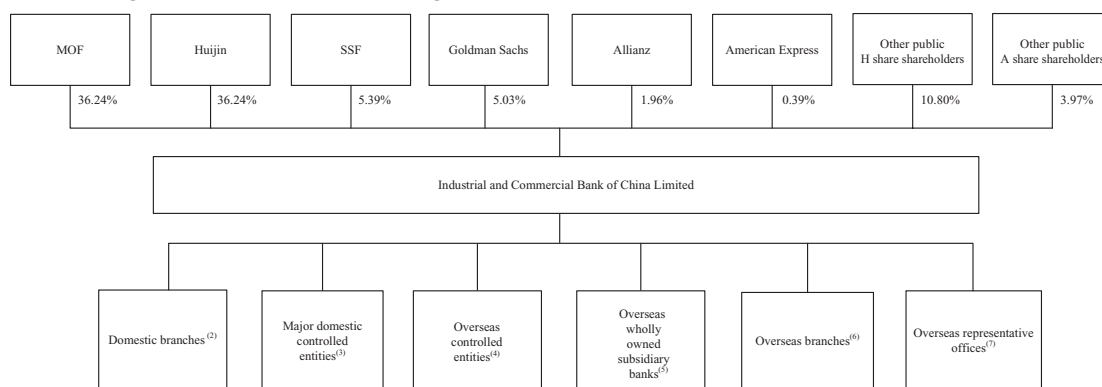 MOF
Huijin
SSF
Goldman Sachs
Allianz
American Express
Other public
H share shareholders
Other public
A share shareholders
36.24%
36.24%
5.39%
5.03%
1.96%
0.39%
10.80%
3.97%
Industrial and Commercial Bank of China Limited
Domestic branches(2)
Major domestic
controlled
entities(3)
Overseas
controlled
entities(4)
Overseas
wholly
owned
subsidiary
banks(5)
Overseas branches(6)
Overseas representative
offices(7)